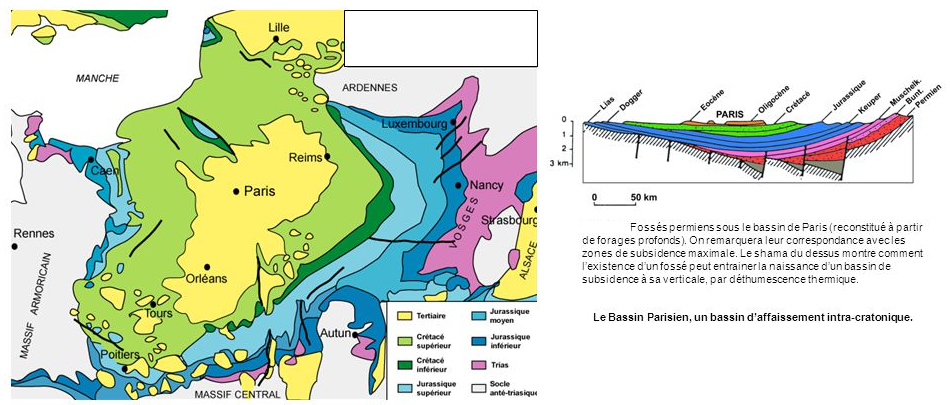 Lille
MANCHE
ARDENNES
Luxembourg
Caen
Reims
Paris
Nancy
VOSGES
Strasbourg
ALSACE
Rennes
MASSIF ARMORICAIN
Orléans
Tours
Autun
Poitiers
MASSIF CENTRAL
Tertiaire
Crétacé
supérieur
Crétacé
inférieur
Jurassique
supérieur
Jurassique
moyen
Jurassique
inférieur
Trias
Socle
anté-triasique
Lias
Dogger
Eocène
PARIS
Oligocène
Crétacé
Jurassique
Keuper
Muschelk.
Bunt.
Permien
0
1
2
3 km
0 50 km
Fossés permiens sous le bassin de Paris (reconstitué à partir
de forages profonds). On remarquera leur correspondance avec les
zones de subsidence maximale. Le shama du dessus montre comment
l'existence d'un fossé peut entrainer la naissance d'un bassin de
subsidence à sa verticale, par déthumescence thermique.
Le Bassin Parisien, un bassin d'affaissement intra-cratonique.